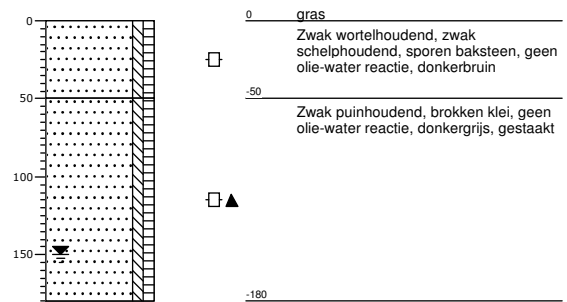 0
50
100
150
0 gras
Zwak wortelhoudend, zwak
schelphoudend, sporen baksteen, geen
olie-water reactie, donkerbruin
-50
Zwak puinhoudend, brokken klei, geen
olie-water reactie, donkergrijs, gestaakt
-180